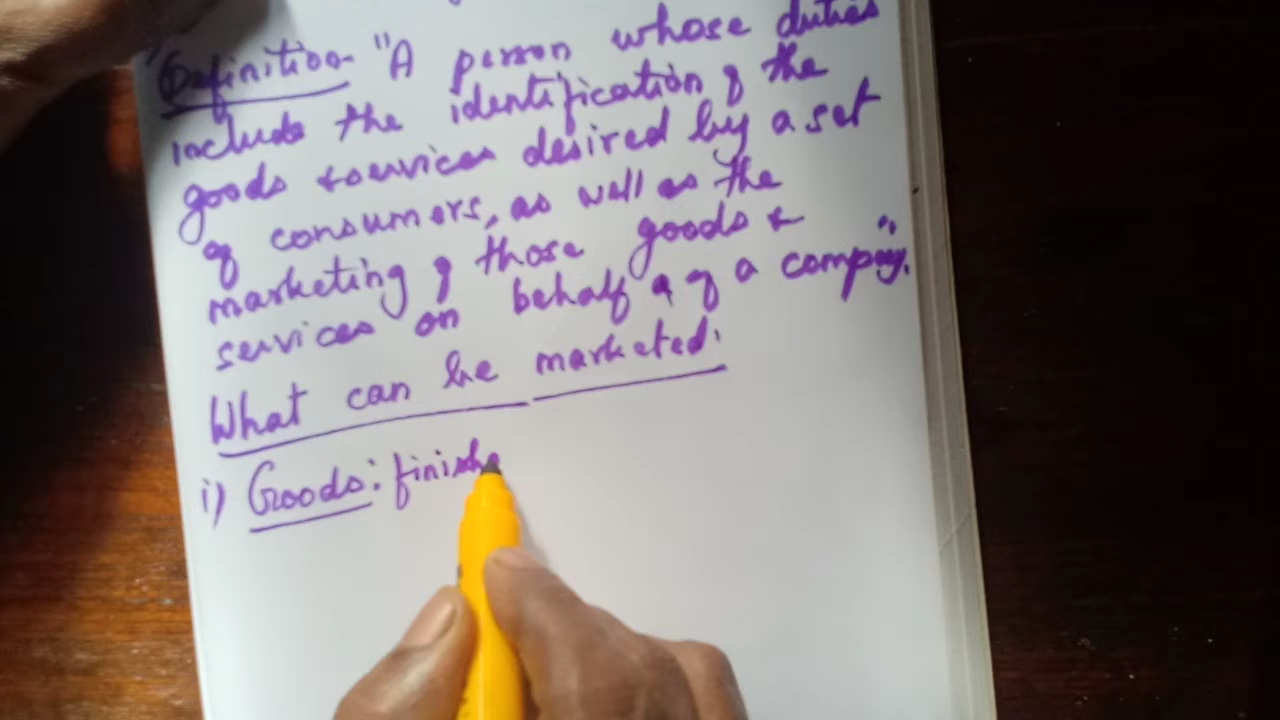 Definition "A person whose duties
include the identification of the
goods & services desired by a set
of consumers, as well as the
marketing of those goods &
services on behalf of a company."
What can be marketed.
i) Goods: finishe